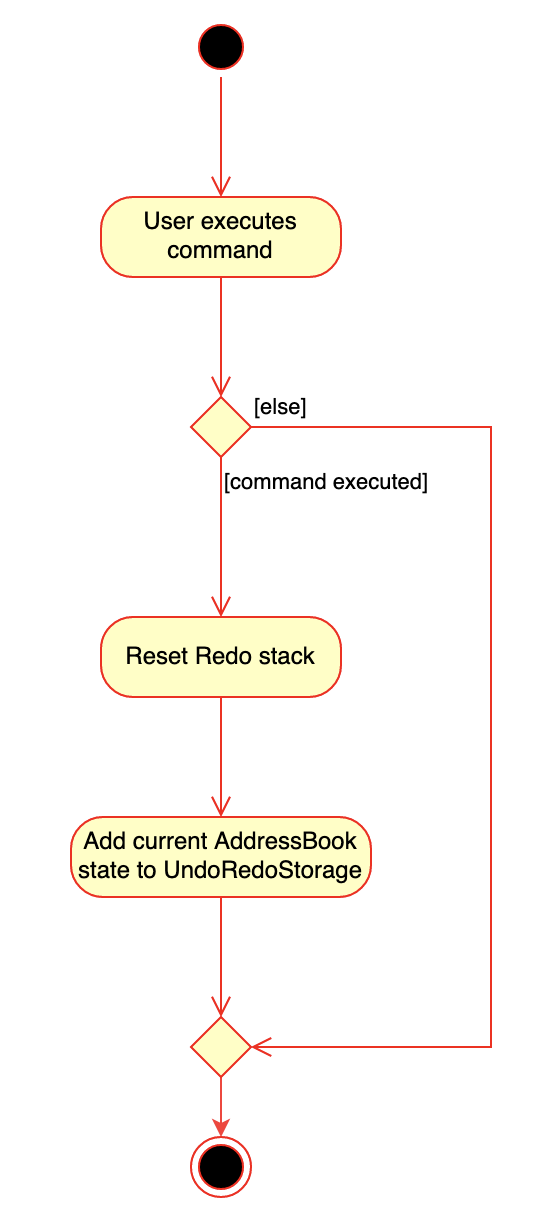 User executes
command
[else]
[command executed]
Reset Redo stack
Add current AddressBook
state to UndoRedoStorage